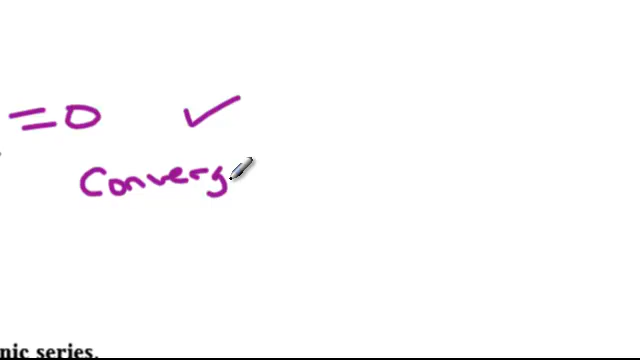 =0 ✓
Converg
nic series.